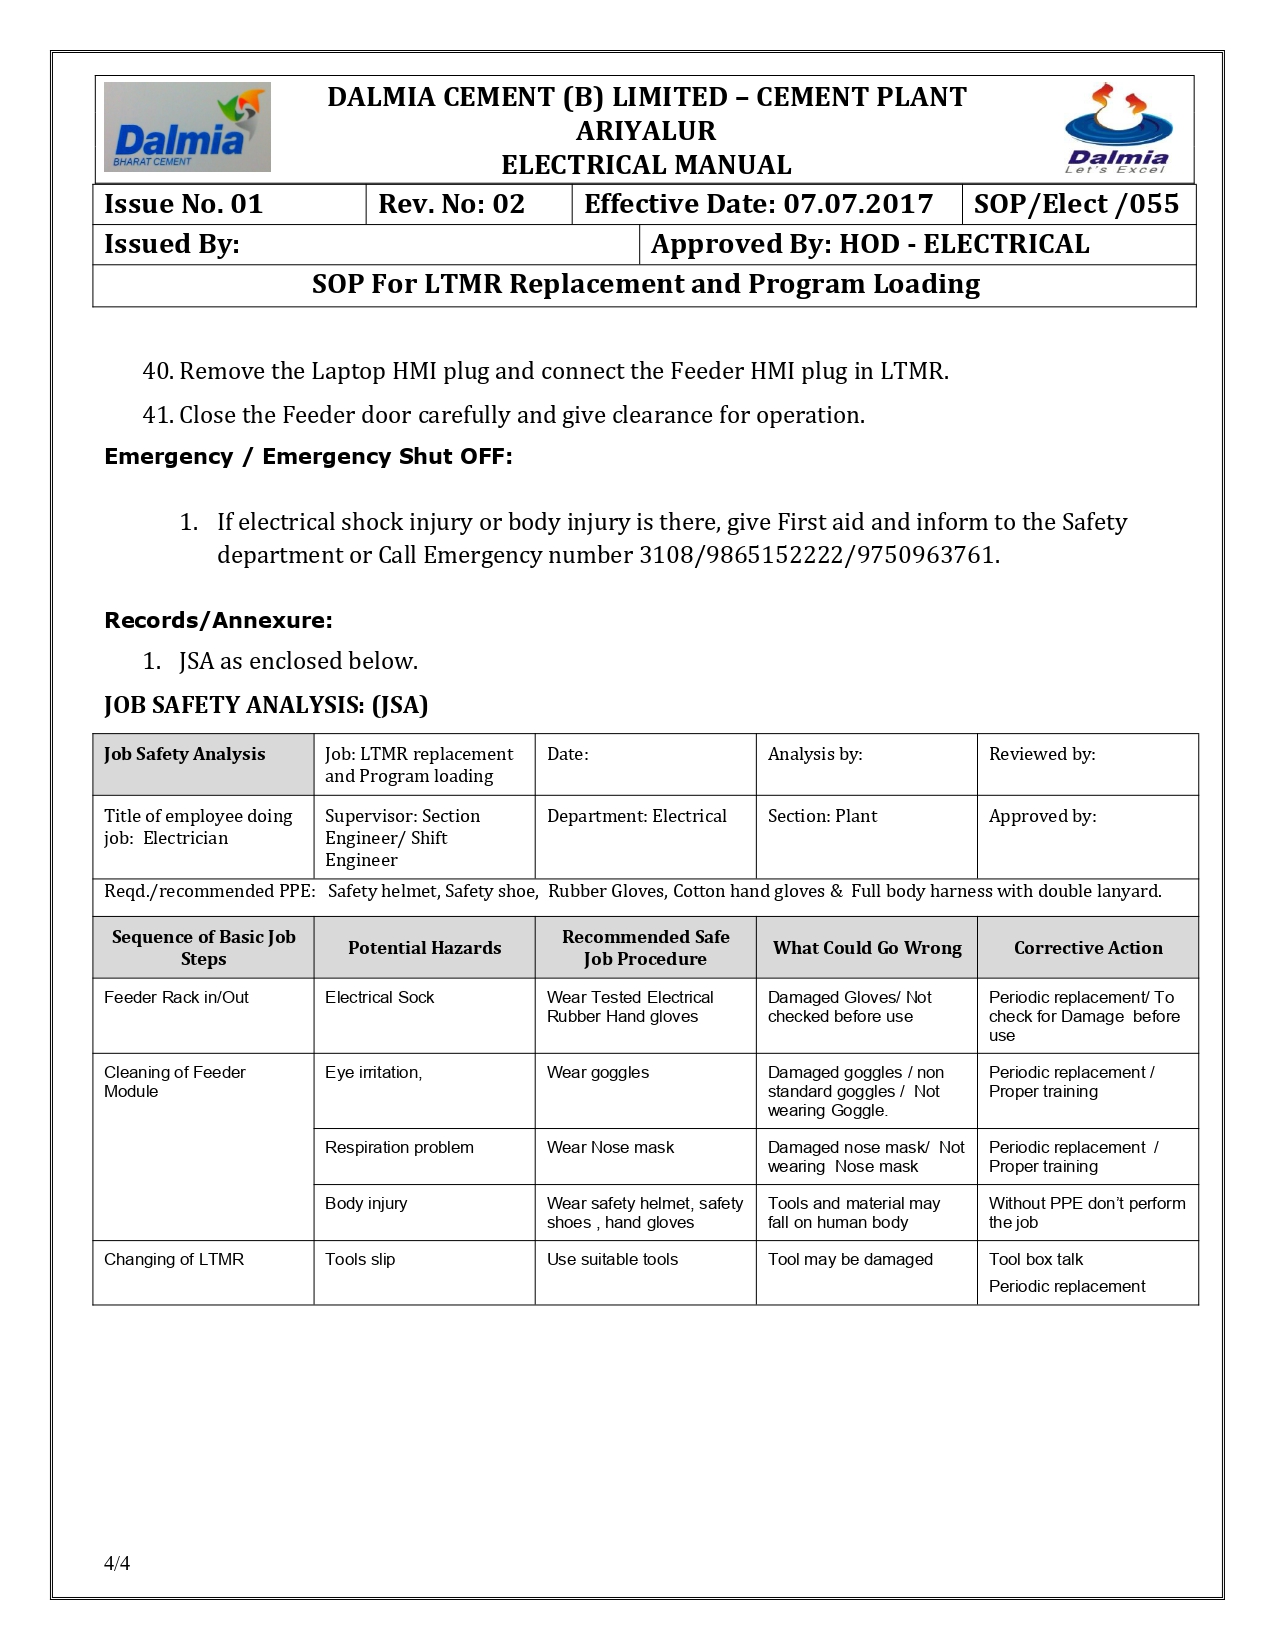 Dalmia
BHARAT CEMENT
DALMIA CEMENT (B) LIMITED – CEMENT PLANT
ARIYALUR
ELECTRICAL MANUAL
Dalmia
Let's Excel
Issue No. 01 Rev. No: 02 Effective Date: 07.07.2017 SOP/Elect /055
Issued By: Approved By: HOD - ELECTRICAL
SOP For LTMR Replacement and Program Loading
40. Remove the Laptop HMI plug and connect the Feeder HMI plug in LTMR.
41. Close the Feeder door carefully and give clearance for operation.
Emergency / Emergency Shut OFF:
1. If electrical shock injury or body injury is there, give First aid and inform to the Safety
department or Call Emergency number 3108/9865152222/9750963761.
Records/Annexure:
1. JSA as enclosed below.
JOB SAFETY ANALYSIS: (JSA)
Job Safety Analysis
Job: LTMR replacement
and Program loading
Date:
Analysis by:
Reviewed by:
Title of employee doing
job: Electrician
Supervisor: Section
Engineer/ Shift
Engineer
Department: Electrical
Section: Plant
Approved by:
Reqd./recommended PPE: Safety helmet, Safety shoe, Rubber Gloves, Cotton hand gloves & Full body harness with double lanyard.
Sequence of Basic Job
Steps
Potential Hazards
Recommended Safe
Job Procedure
What Could Go Wrong
Corrective Action
Feeder Rack in/Out
Electrical Sock
Wear Tested Electrical
Rubber Hand gloves
Damaged Gloves/ Not
checked before use
Periodic replacement/ To
check for Damage before
use
Cleaning of Feeder
Module
Eye irritation,
Wear goggles
Damaged goggles / non
standard goggles / Not
wearing Goggle.
Periodic replacement /
Proper training
Respiration problem
Wear Nose mask
Damaged nose mask/ Not
wearing Nose mask
Periodic replacement /
Proper training
Body injury
Wear safety helmet, safety
shoes , hand gloves
Tools and material may
fall on human body
Without PPE don't perform
the job
Changing of LTMR
Tools slip
Use suitable tools
Tool may be damaged
Tool box talk
Periodic replacement
4/4